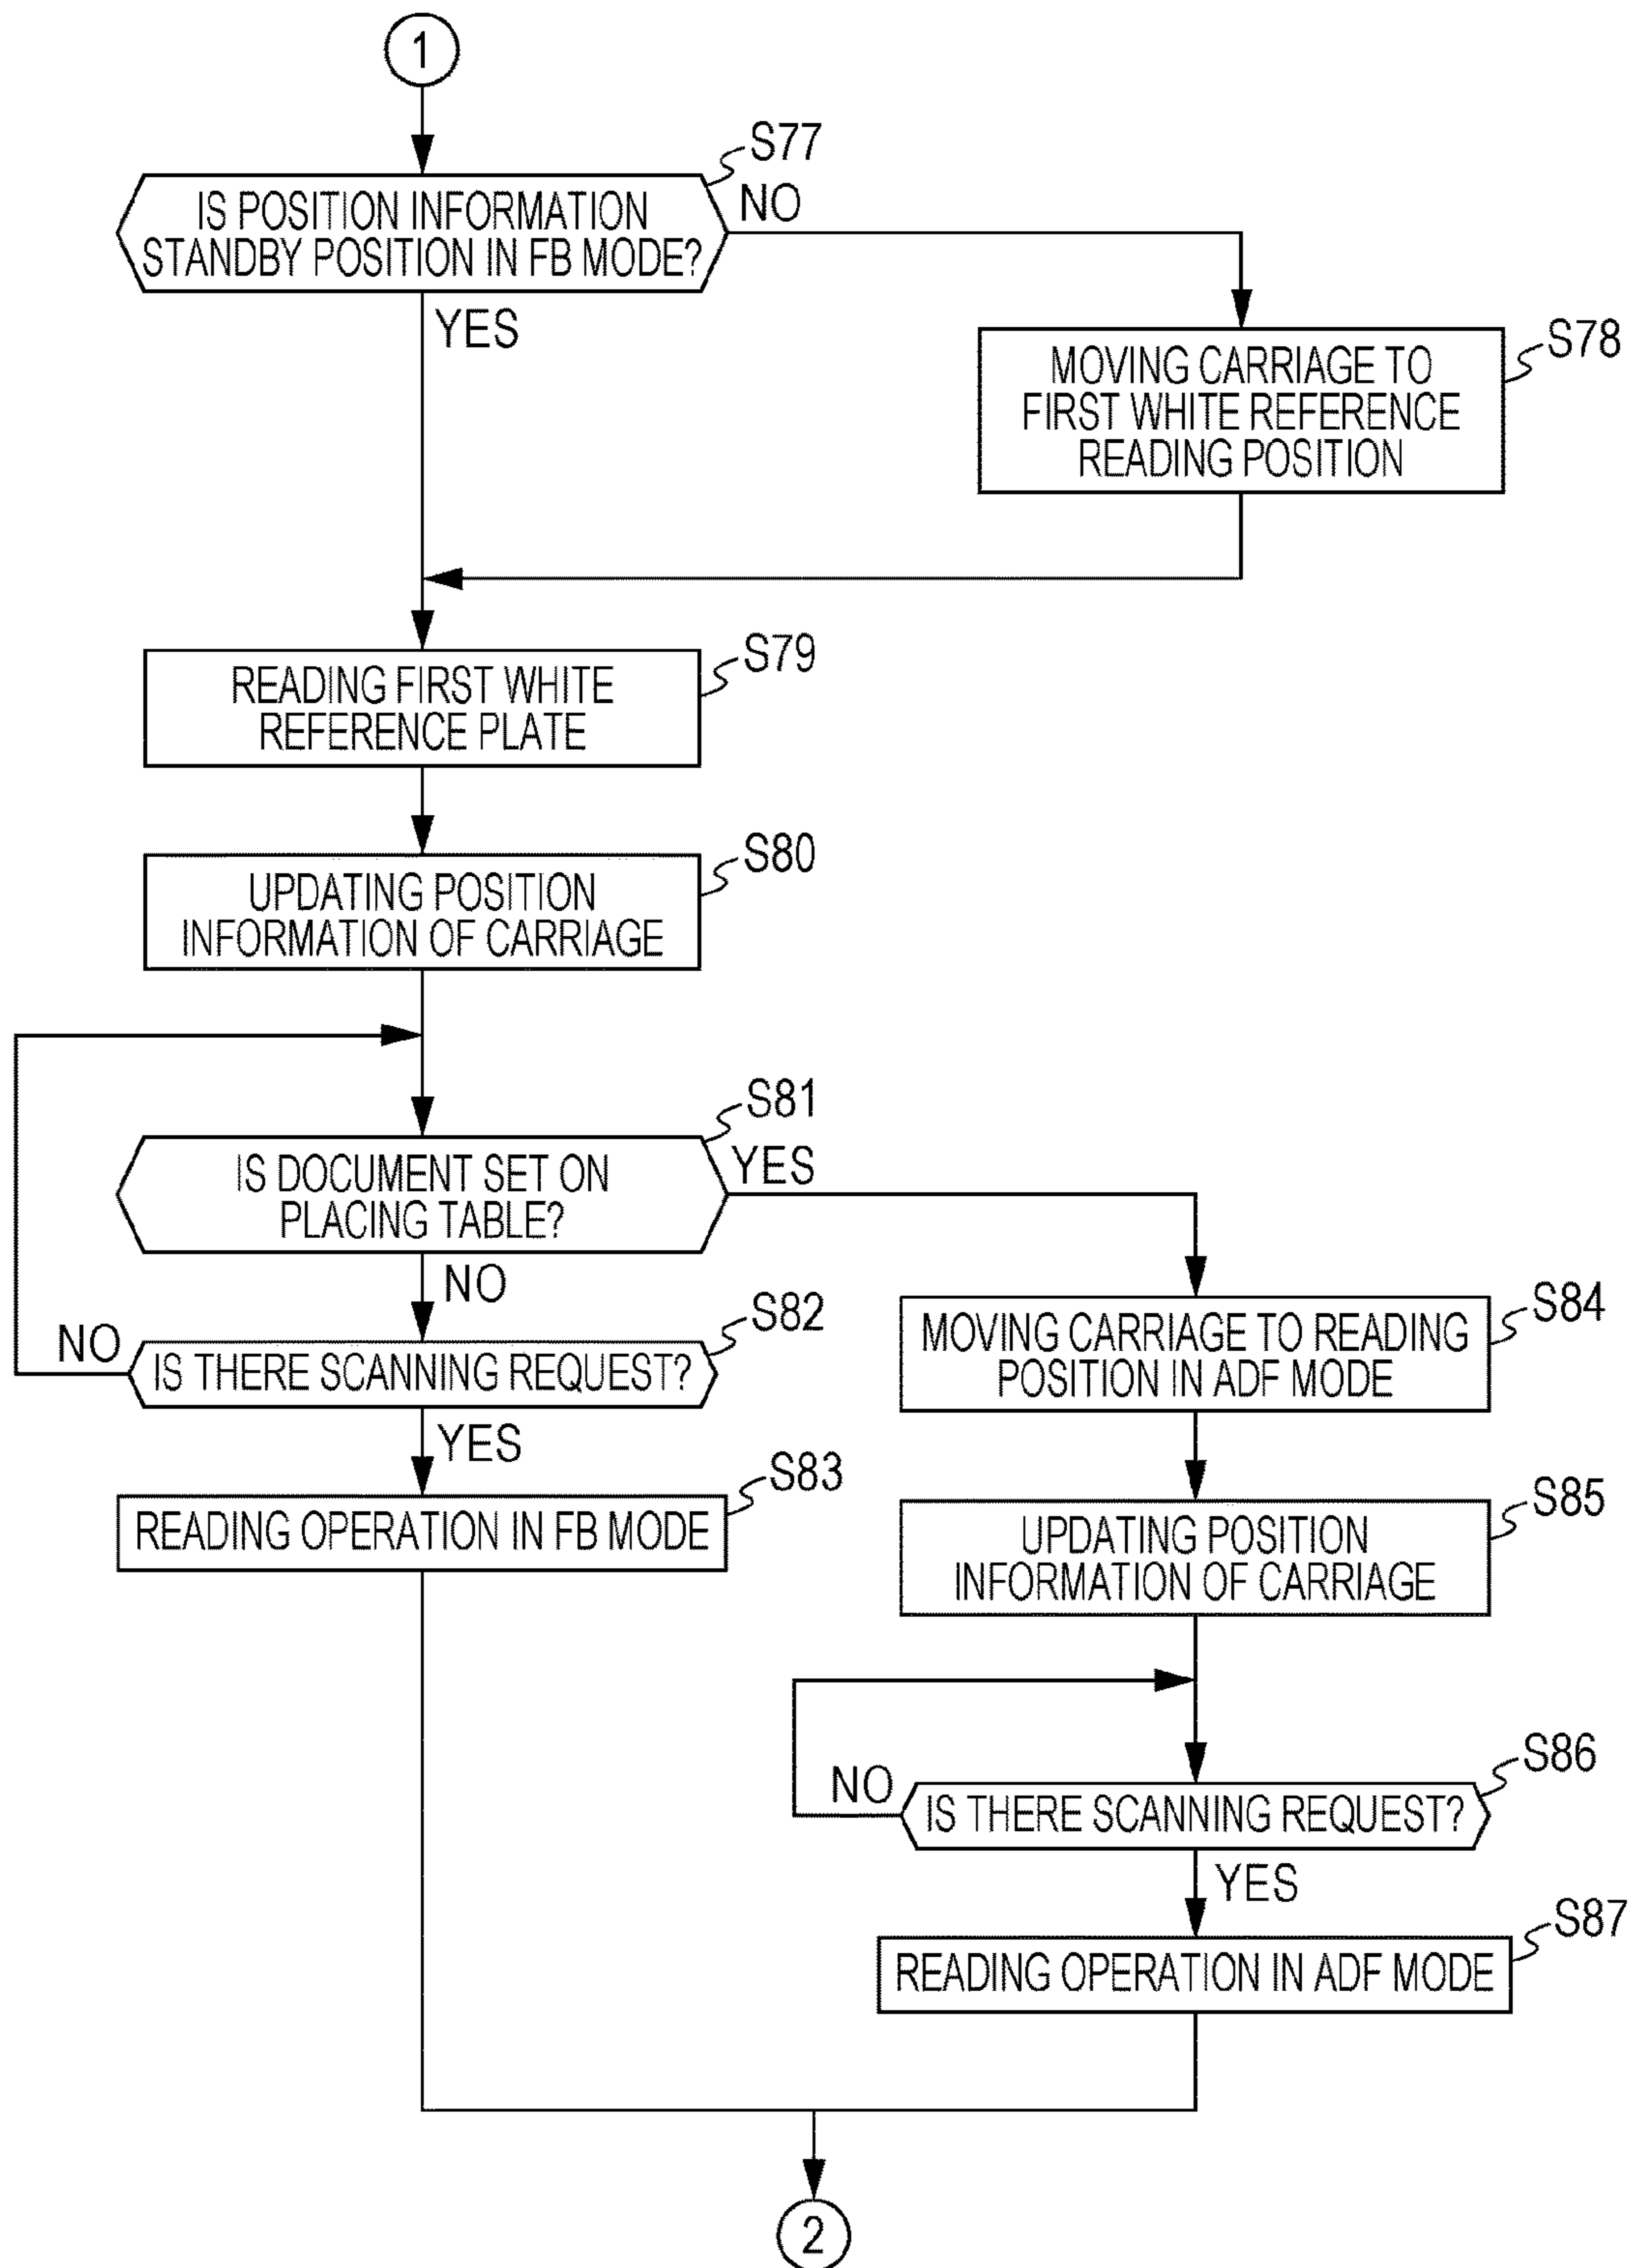 1
S77
IS POSITION INFORMATION
STANDBY POSITION IN FB MODE?
NO
YES
S78
MOVING CARRIAGE TO
FIRST WHITE REFERENCE
READING POSITION
S79
READING FIRST WHITE
REFERENCE PLATE
S80
UPDATING POSITION
INFORMATION OF CARRIAGE
S81
IS DOCUMENT SET ON
PLACING TABLE?
YES
NO
S82
NO
IS THERE SCANNING REQUEST?
YES
S83
READING OPERATION IN FB MODE
S84
MOVING CARRIAGE TO READING
POSITION IN ADF MODE
S85
UPDATING POSITION
INFORMATION OF CARRIAGE
S86
NO
IS THERE SCANNING REQUEST?
YES
S87
READING OPERATION IN ADF MODE
2